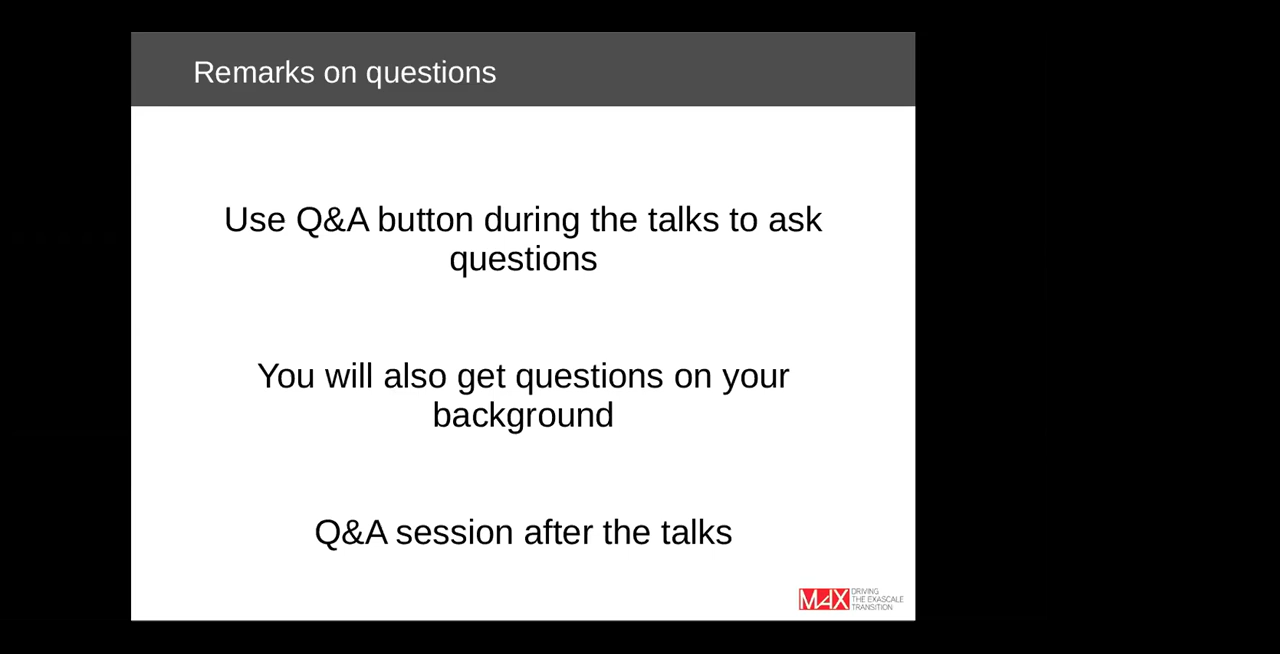 Remarks on questions
Use Q&A button during the talks to ask
questions
You will also get questions on your
background
Q&A session after the talks
MAX
DRIVING
THE EXASCALE
TRANSITION